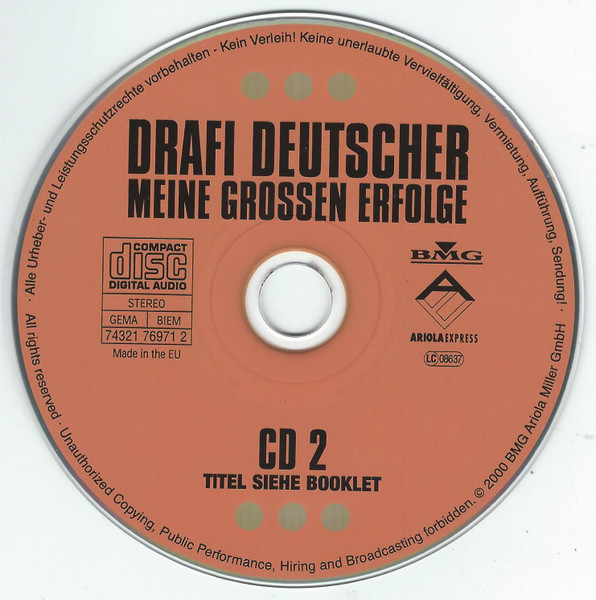 · Alle Urheber- und Leistungsschutzrechte vorbehalten - Kein Verleih! Keine unerlaubte Vervielfältigung, Vermietung, Aufführung, Sendung! ·
DRAFI DEUTSCHER
MEINE GROSSEN ERFOLGE
COMPACT
disc
DIGITAL AUDIO
STEREO
GEMA BIEM
74321 76971 2
Made in the EU
BMG
A E
ARIOLA EXPRESS
LC 08637
CD 2
TITEL SIEHE BOOKLET
All rights reserved · Unauthorized Copying, Public Performance, Hiring and Broadcasting forbidden. © 2000 BMG Ariola Miller GmbH